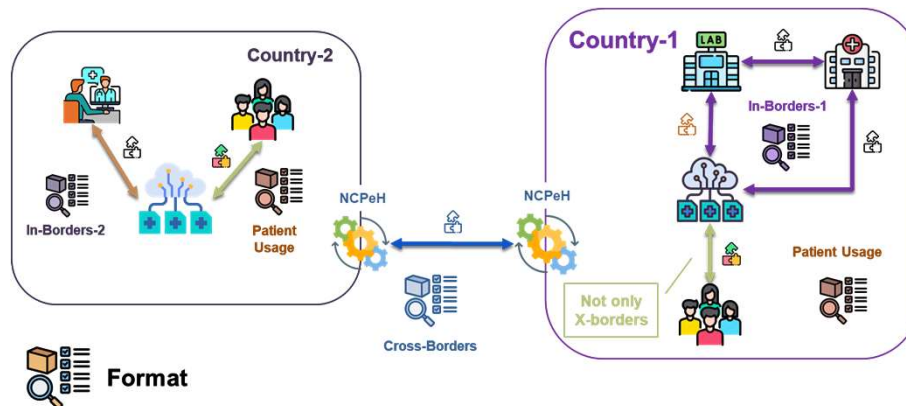 Country-2
Country-1
LAB
In-Borders-1
In-Borders-2
Patient
Usage
NCPeH
NCPeH
Patient Usage
Not only
X-borders
Cross-Borders
Format